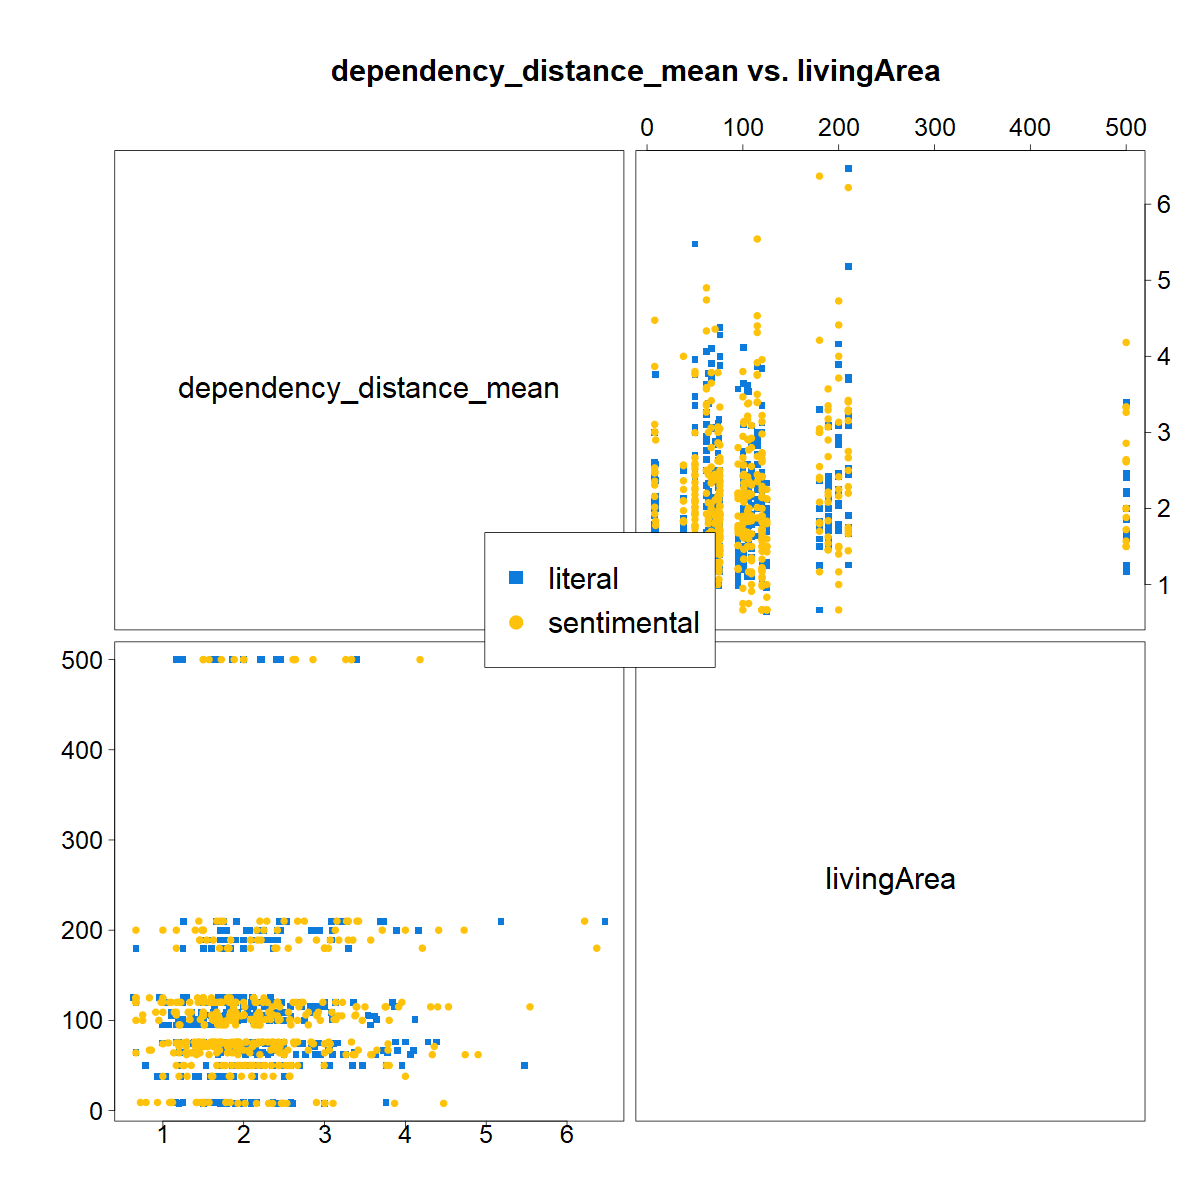 dependency_distance_mean vs. livingArea
0 100 200 300 400 500
dependency_distance_mean
6
5
4
3
2
1
literal
sentimental
500
400
300
200
100
0
livingArea
1 2 3 4 5 6